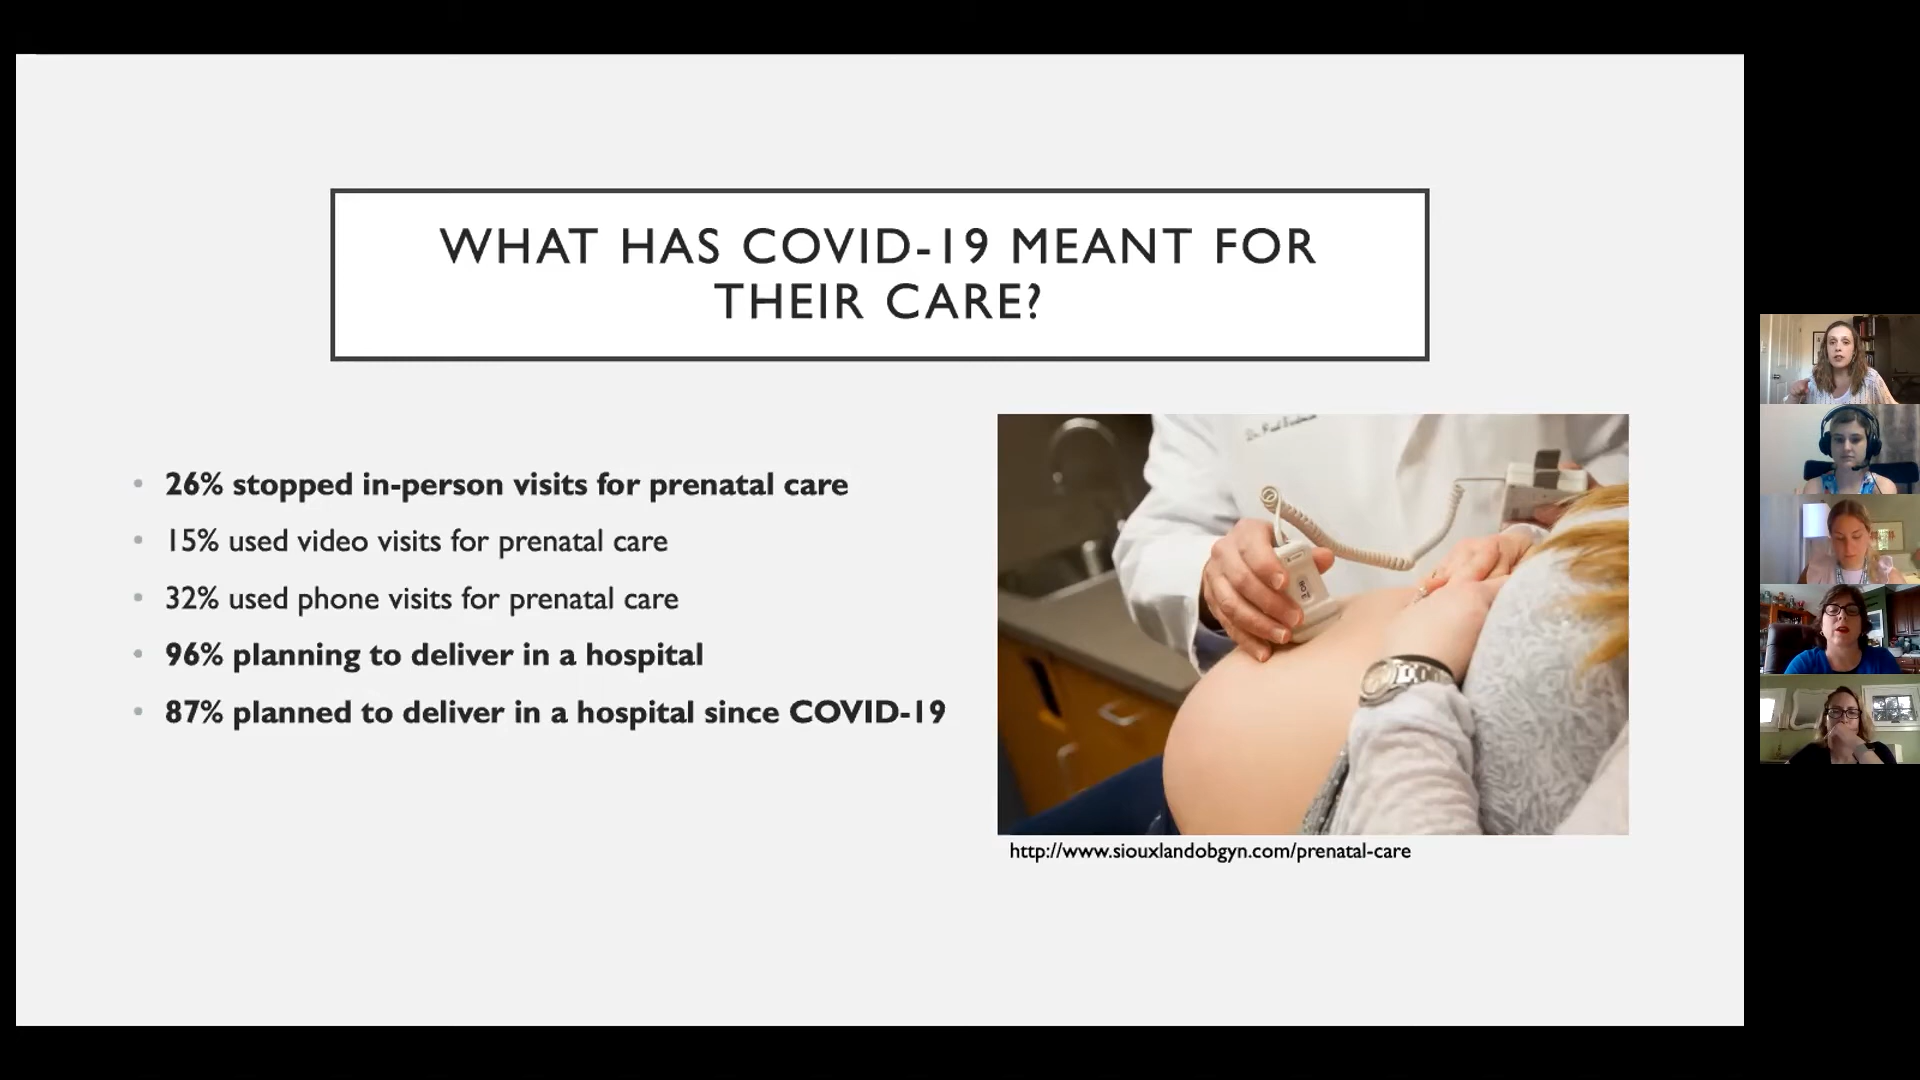 WHAT HAS COVID-19 MEANT FOR
THEIR CARE?
• 26% stopped in-person visits for prenatal care
• 15% used video visits for prenatal care
• 32% used phone visits for prenatal care
• 96% planning to deliver in a hospital
• 87% planned to deliver in a hospital since COVID-19
http://www.siouxlandobgyn.com/prenatal-care